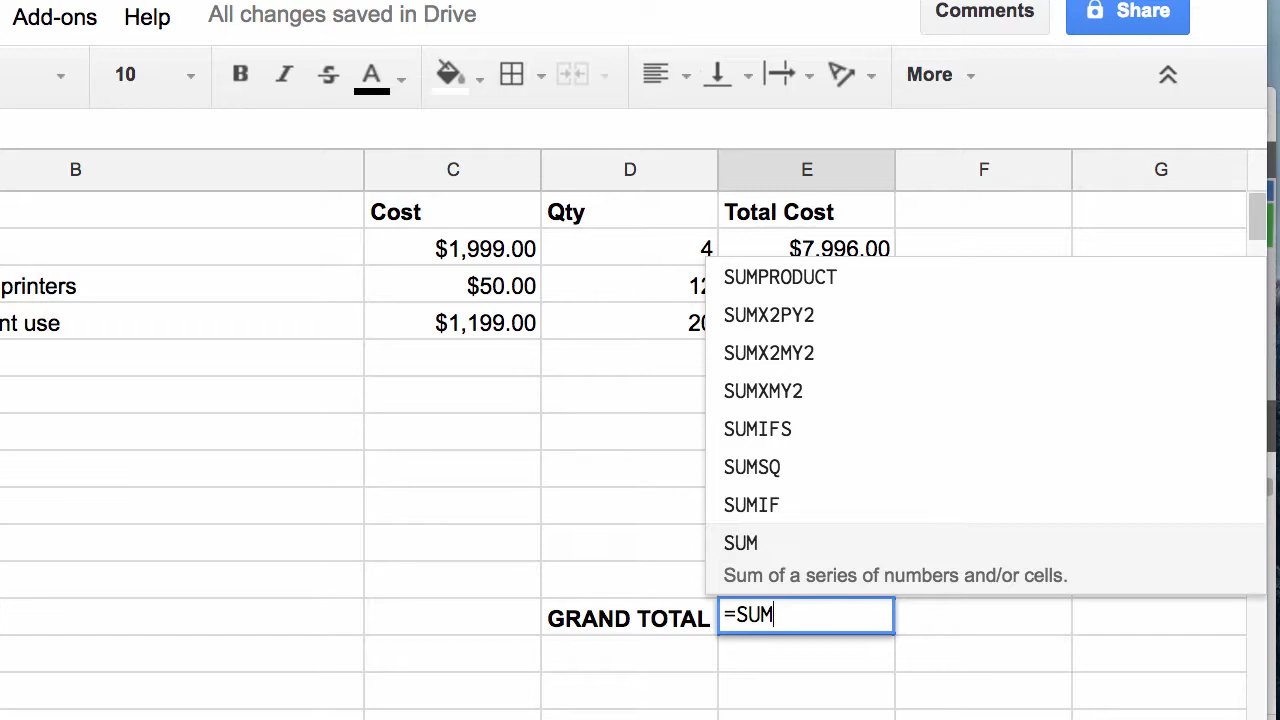 Add-ons Help All changes saved in Drive Comments Share
10 B I S A More
B C D E F G
Cost Qty Total Cost
$1,999.00 4 $7,996.00
printers $50.00 12
nt use $1,199.00 20
SUMPRODUCT
SUMX2PY2
SUMX2MY2
SUMXMY2
SUMIFS
SUMSQ
SUMIF
SUM
Sum of a series of numbers and/or cells.
GRAND TOTAL =SUM